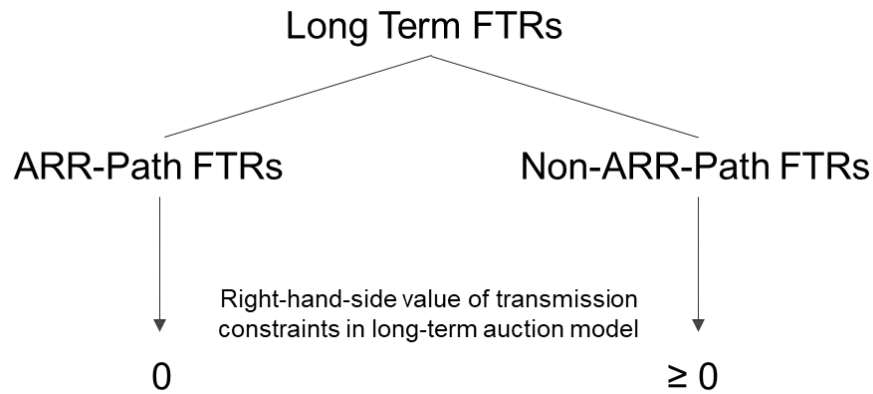 Long Term FTRs
ARR-Path FTRs
Non-ARR-Path FTRs
Right-hand-side value of transmission
constraints in long-term auction model
0
≥ 0